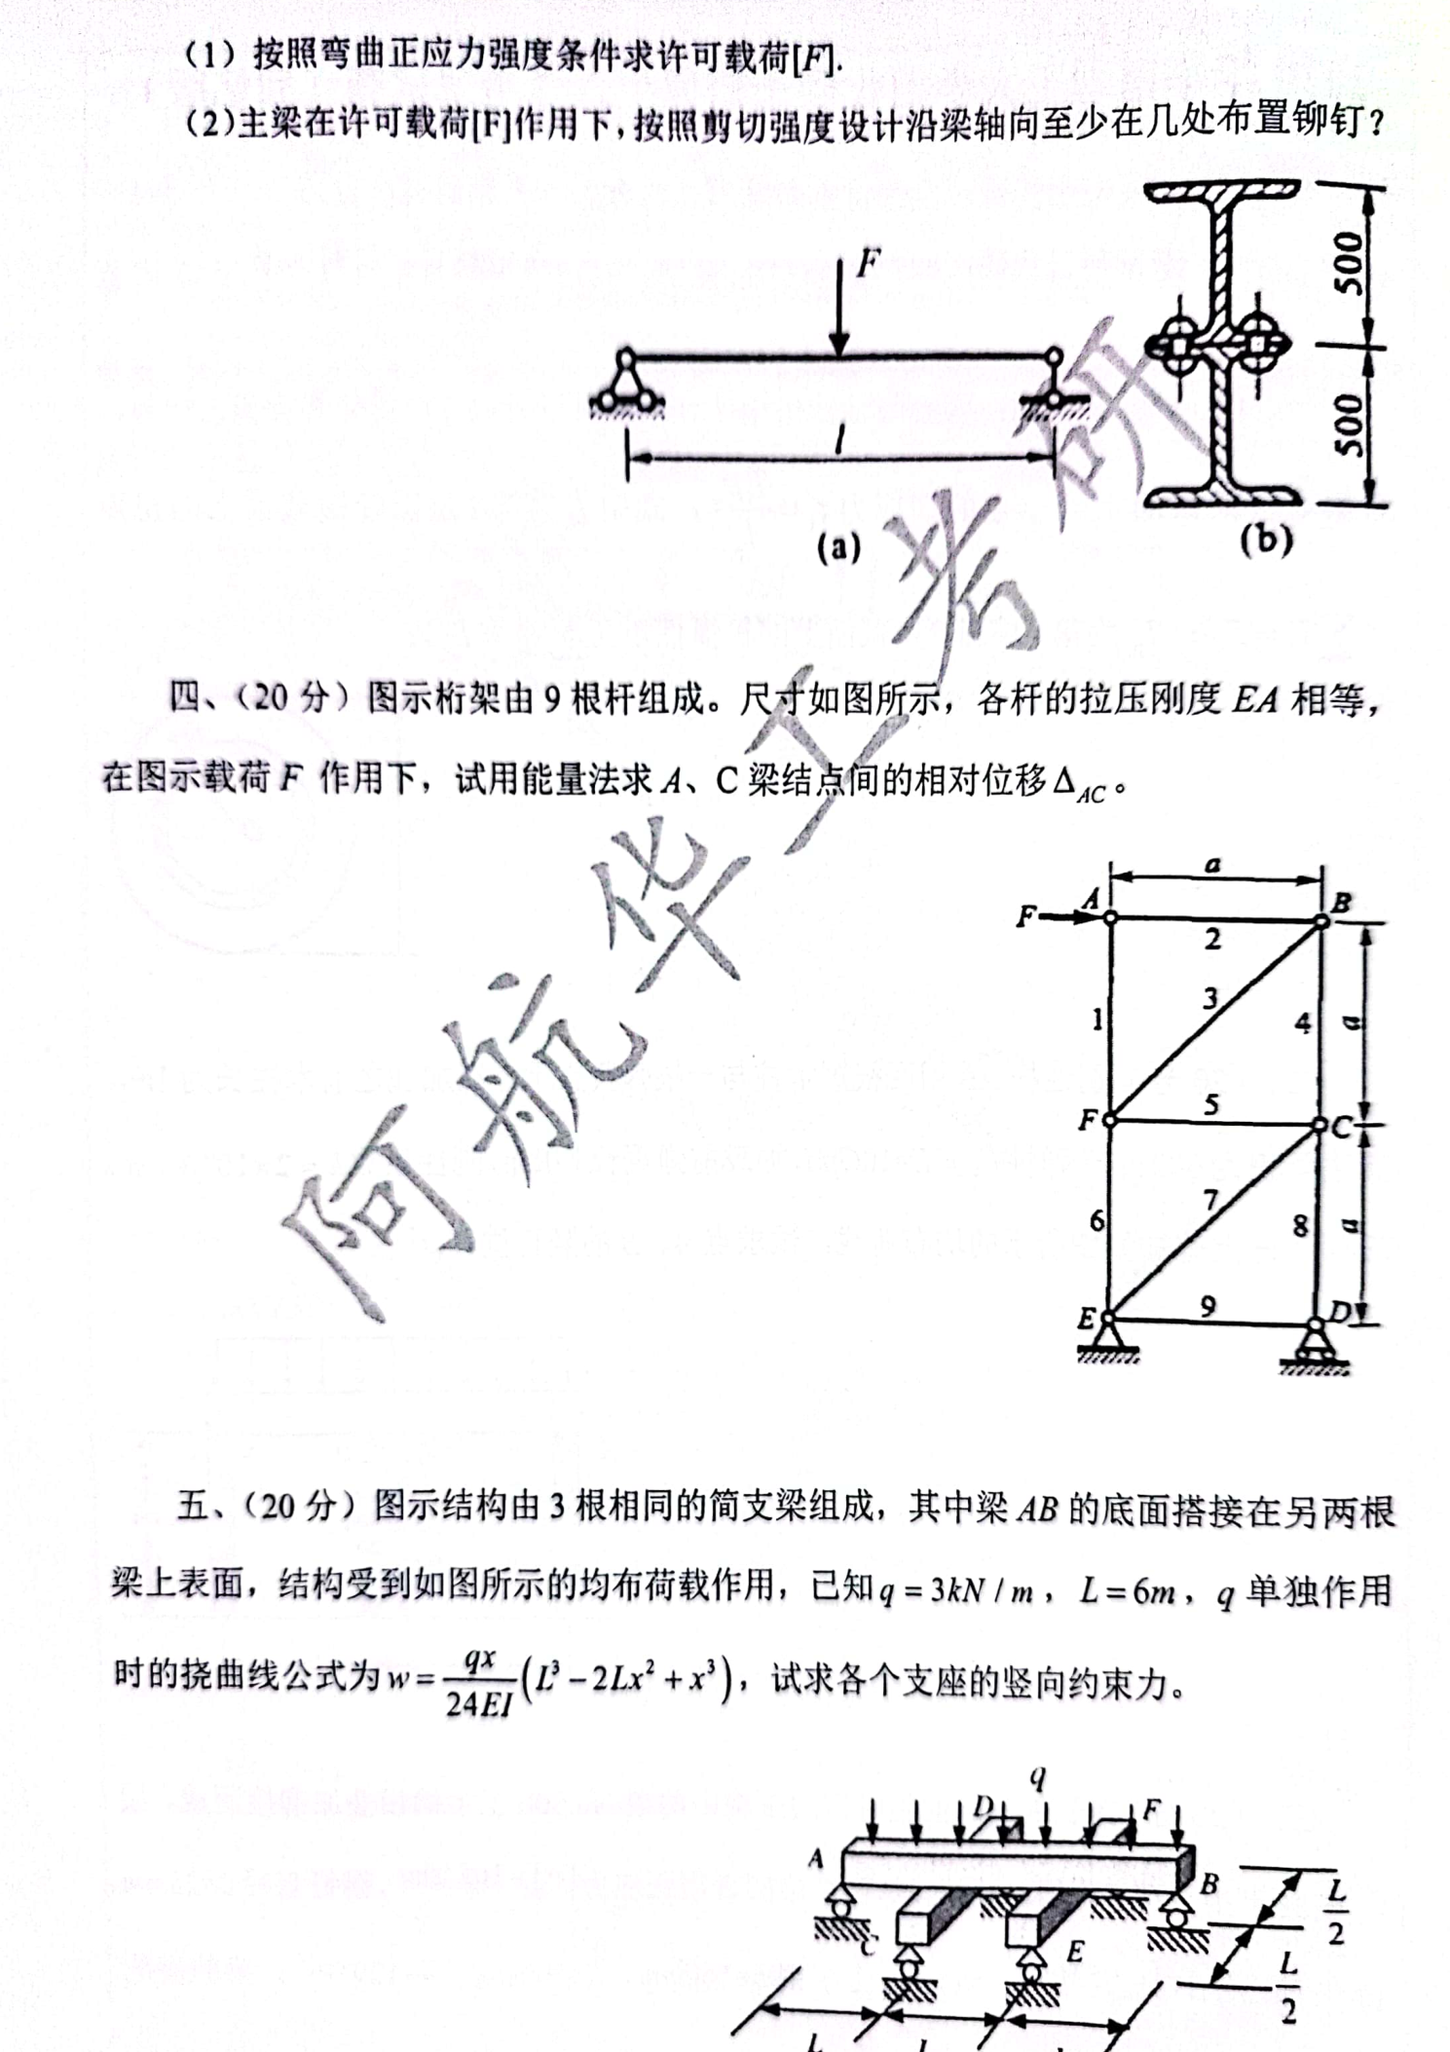 (1) 按照弯曲正应力强度条件求许可载荷[F].
(2)主梁在许可载荷[F]作用下,按照剪切强度设计沿梁轴向至少在几处布置铆钉?
F
l
(a)
500
500
(b)
四、（20 分）图示桁架由 9 根杆组成。尺寸如图所示，各杆的拉压刚度 EA 相等，
在图示载荷 F 作用下，试用能量法求 A、C 梁结点间的相对位移 Δ_AC。
a
F
A
B
2
1
3
4
a
F
5
C
6
7
8
a
E
9
D
五、（20 分）图示结构由 3 根相同的简支梁组成，其中梁 AB 的底面搭接在另两根
梁上表面，结构受到如图所示的均布荷载作用，已知 q = 3kN / m ， L = 6m ， q 单独作用
时的挠曲线公式为 w = qx/24EI (L³ − 2Lx² + x³)，试求各个支座的竖向约束力。
q
D
F
A
B
C
E
L/2
L/2
L
阿航华工考研